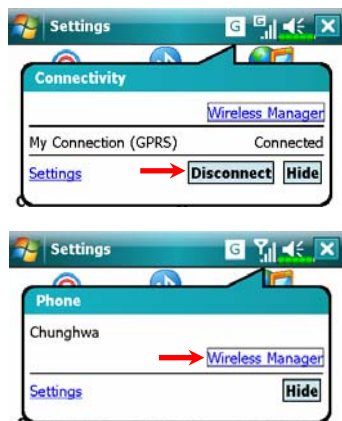 Settings G G
Connectivity
Wireless Manager
My Connection (GPRS) Connected
Settings Disconnect Hide
Settings G
Phone
Chunghwa
Wireless Manager
Settings Hide